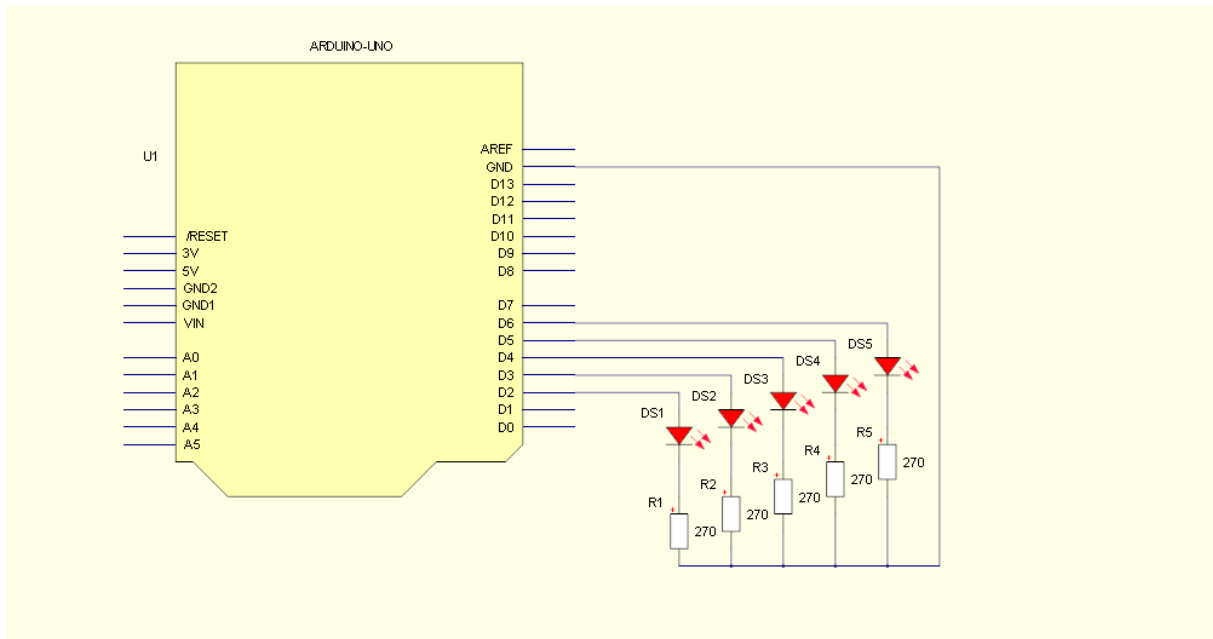 ARDUINO-UNO
U1
AREF
GND
D13
D12
D11
/RESET
D10
3V
D9
5V
D8
GND2
GND1
D7
VIN
D6
D5
A0
D4
A1
D3
A2
D2
A3
D1
A4
D0
A5
DS5
DS4
DS3
DS2
DS1
R5
270
R4
270
R3
270
R2
270
R1
270